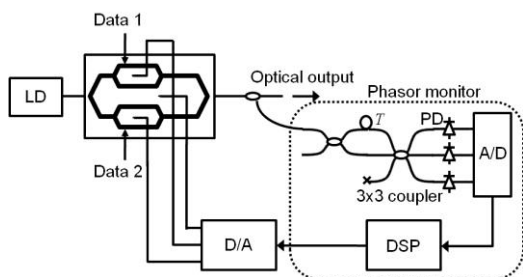 Data 1
Optical output
Phasor monitor
LD
T
PD
A/D
Data 2
3x3 coupler
D/A
DSP